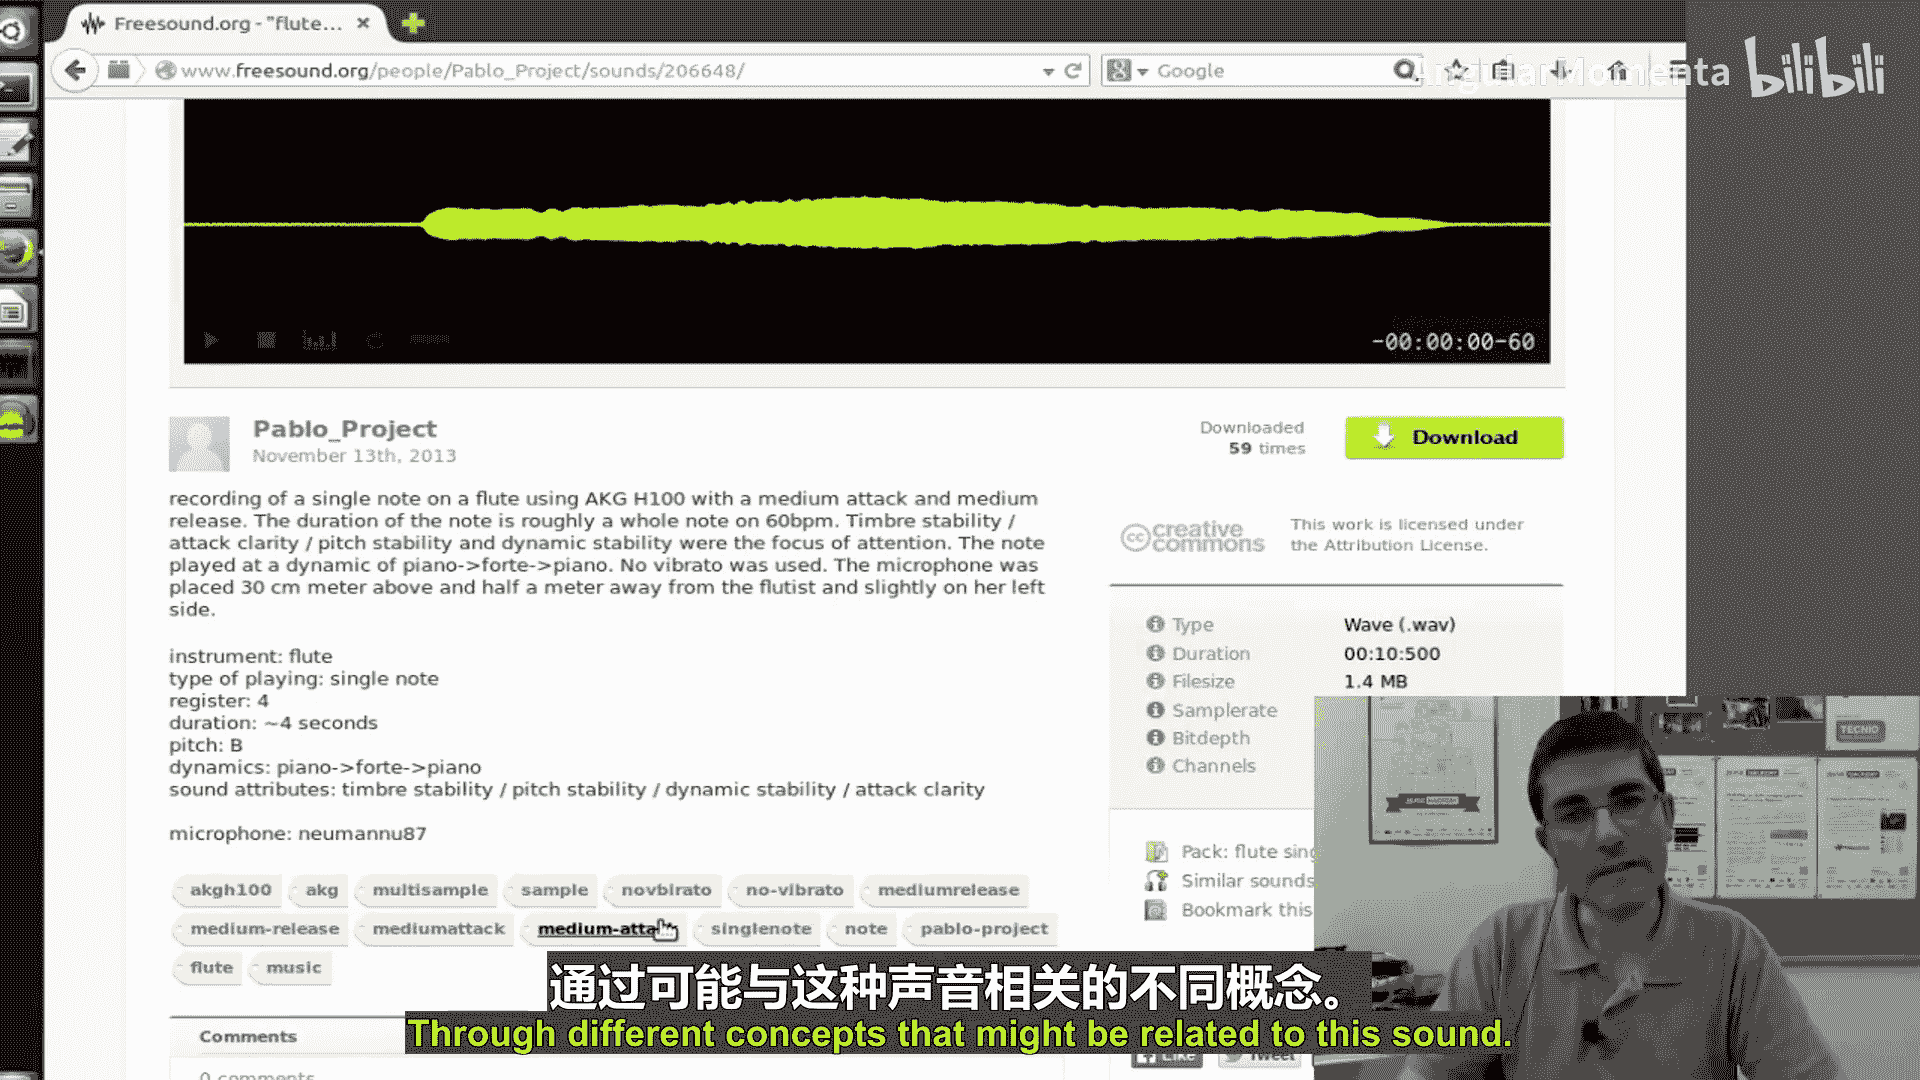 Freesound.org - "flute...
www.freesound.org/people/Pablo_Project/sounds/206648/
Google
AngularMomenta
bilibili
-00:00:00-60
Pablo_Project
November 13th, 2013
Downloaded
59 times
Download
recording of a single note on a flute using AKG H100 with a medium attack and medium
release. The duration of the note is roughly a whole note on 60bpm. Timbre stability /
attack clarity / pitch stability and dynamic stability were the focus of attention. The note
played at a dynamic of piano->forte->piano. No vibrato was used. The microphone was
placed 30 cm meter above and half a meter away from the flutist and slightly on her left
side.
instrument: flute
type of playing: single note
register: 4
duration: ~4 seconds
pitch: B
dynamics: piano->forte->piano
sound attributes: timbre stability / pitch stability / dynamic stability / attack clarity
microphone: neumannu87
cc creative
commons
This work is licensed under
the Attribution License.
Type Wave (.wav)
Duration 00:10:500
Filesize 1.4 MB
Samplerate
Bitdepth
Channels
Pack: flute sing
Similar sounds
Bookmark this
TECNIO
akgh100 akg multisample sample novbirato no-vibrato mediumrelease
medium-release mediumattack medium-atta singlenote note pablo-project
flute music
通过可能与这种声音相关的不同概念。
Through different concepts that might be related to this sound.
Comments
0 comments
Like
Tweet